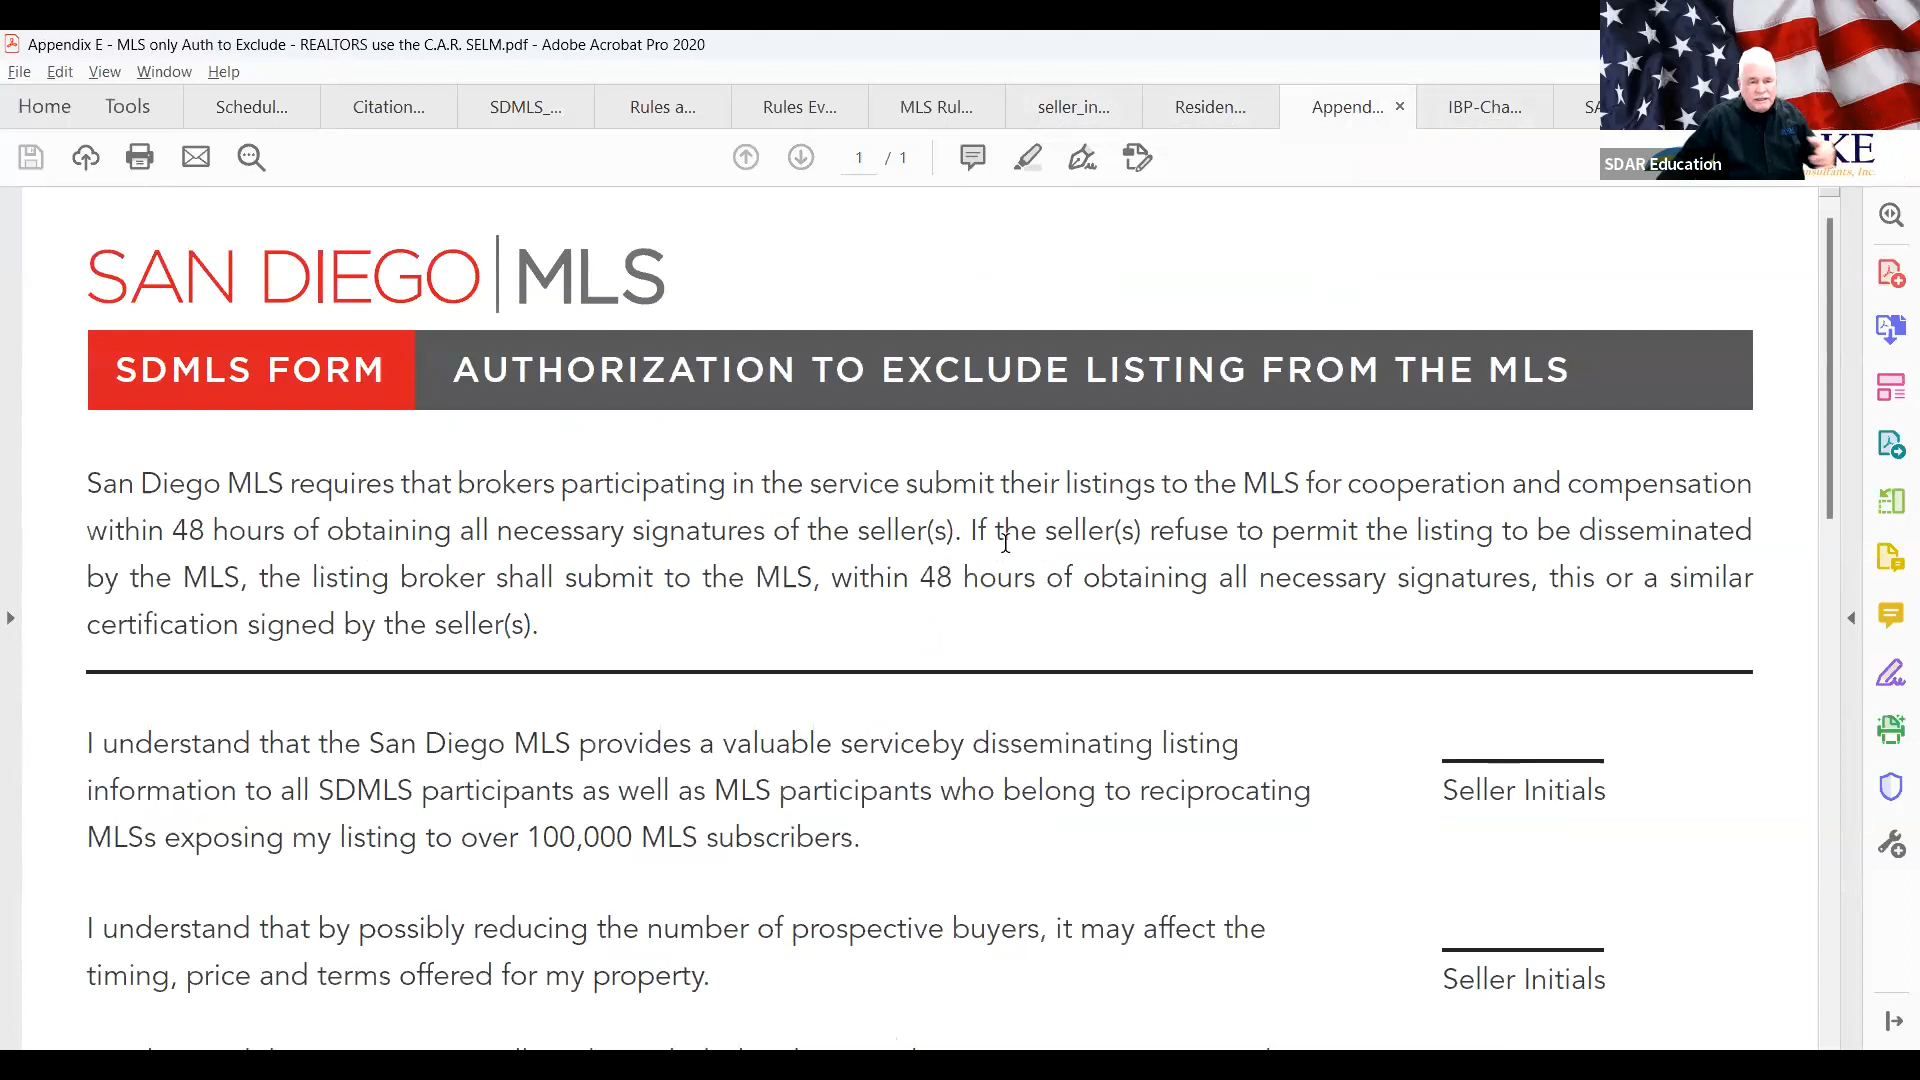 Appendix E - MLS only Auth to Exclude - REALTORS use the C.A.R. SELM.pdf - Adobe Acrobat Pro 2020
File Edit View Window Help
Home Tools Schedul... Citation... SDMLS_... Rules a... Rules Ev... MLS Rul... seller_in... Residen... Append... × IBP-Cha...
1 / 1
KE
SDAR Education
SAN DIEGO | MLS
SDMLS FORM AUTHORIZATION TO EXCLUDE LISTING FROM THE MLS
San Diego MLS requires that brokers participating in the service submit their listings to the MLS for cooperation and compensation
within 48 hours of obtaining all necessary signatures of the seller(s). If the seller(s) refuse to permit the listing to be disseminated
by the MLS, the listing broker shall submit to the MLS, within 48 hours of obtaining all necessary signatures, this or a similar
certification signed by the seller(s).
I understand that the San Diego MLS provides a valuable serviceby disseminating listing
information to all SDMLS participants as well as MLS participants who belong to reciprocating
MLSs exposing my listing to over 100,000 MLS subscribers.
Seller Initials
I understand that by possibly reducing the number of prospective buyers, it may affect the
timing, price and terms offered for my property.
Seller Initials